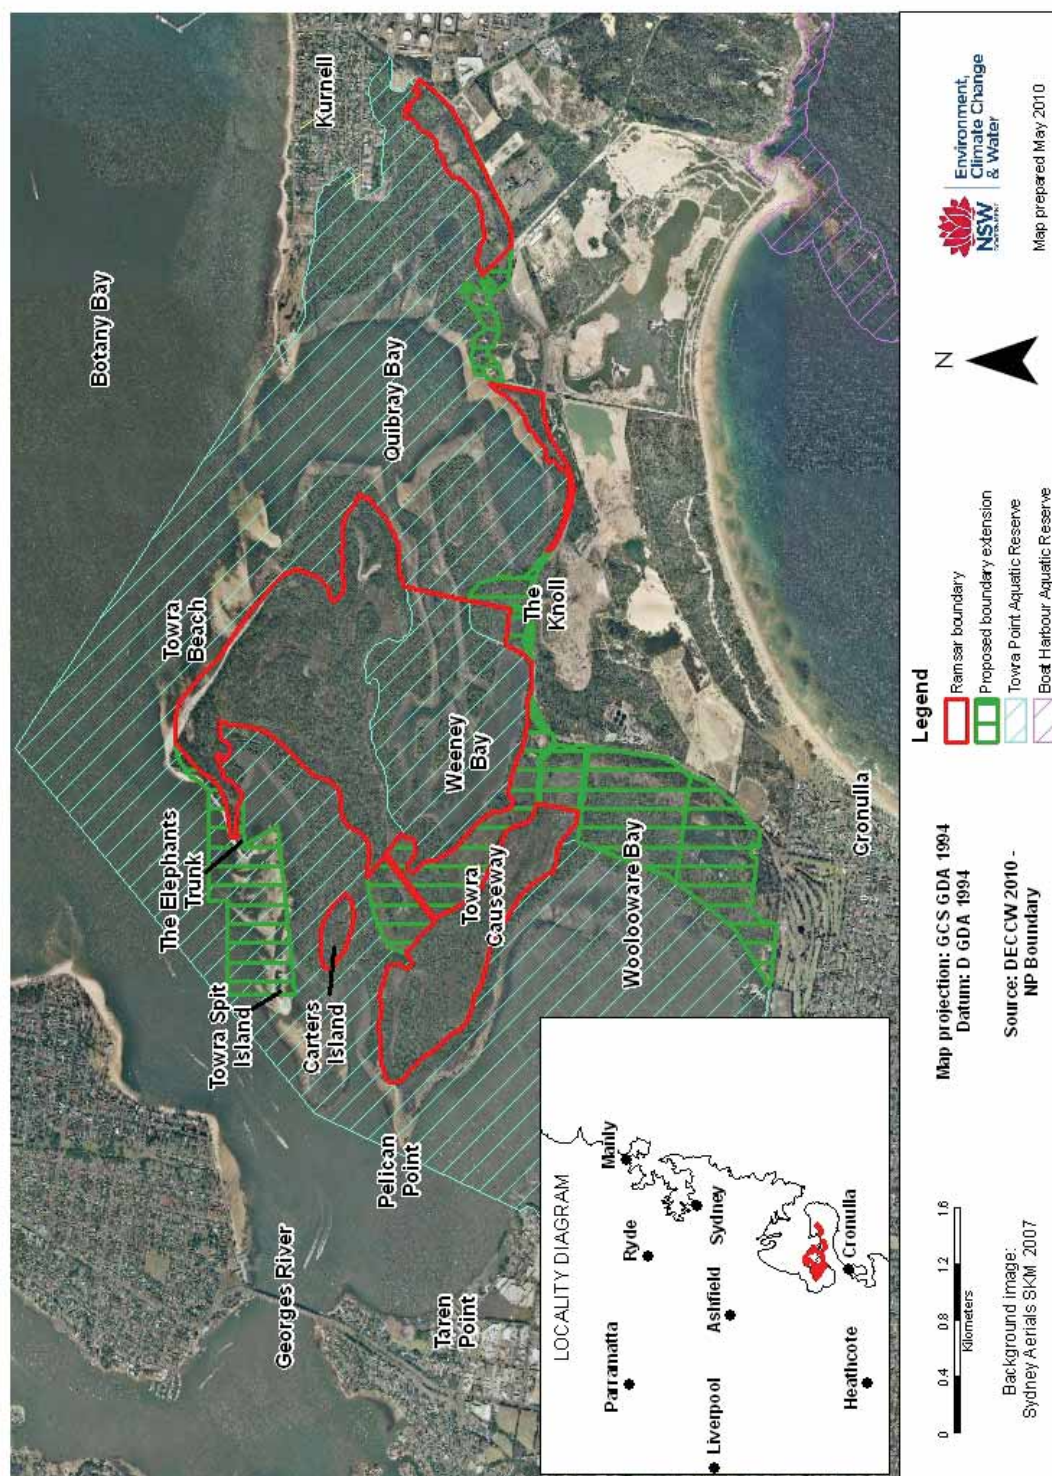 Botany Bay
Kurnell
Towra
Beach
Quibray Bay
The Elephants
Trunk
Towra Spit
Island
Carters
Island
Weeney
Bay
The
Knoll
Pelican
Point
Georges River
Towra
Causeway
Woolooware Bay
Taren
Point
Cronulla
LOCALITY DIAGRAM
Manly
Parramatta
Ryde
Sydney
Liverpool
Ashfield
Heathcote
Cronulla
Legend
Ramsar boundary
Proposed boundary extension
Towra Point Aquatic Reserve
Boat Harbour Aquatic Reserve
N
NSW
GOVERNMENT
Environment,
Climate Change
& Water
Map prepared May 2010
Map projection: GCS GDA 1994
Datum: D GDA 1994
Source: DECCW 2010 -
NP Boundary
0 0.4 0.8 1.2 1.6
Kilometers
Background image:
Sydney Aerials SKM 2007